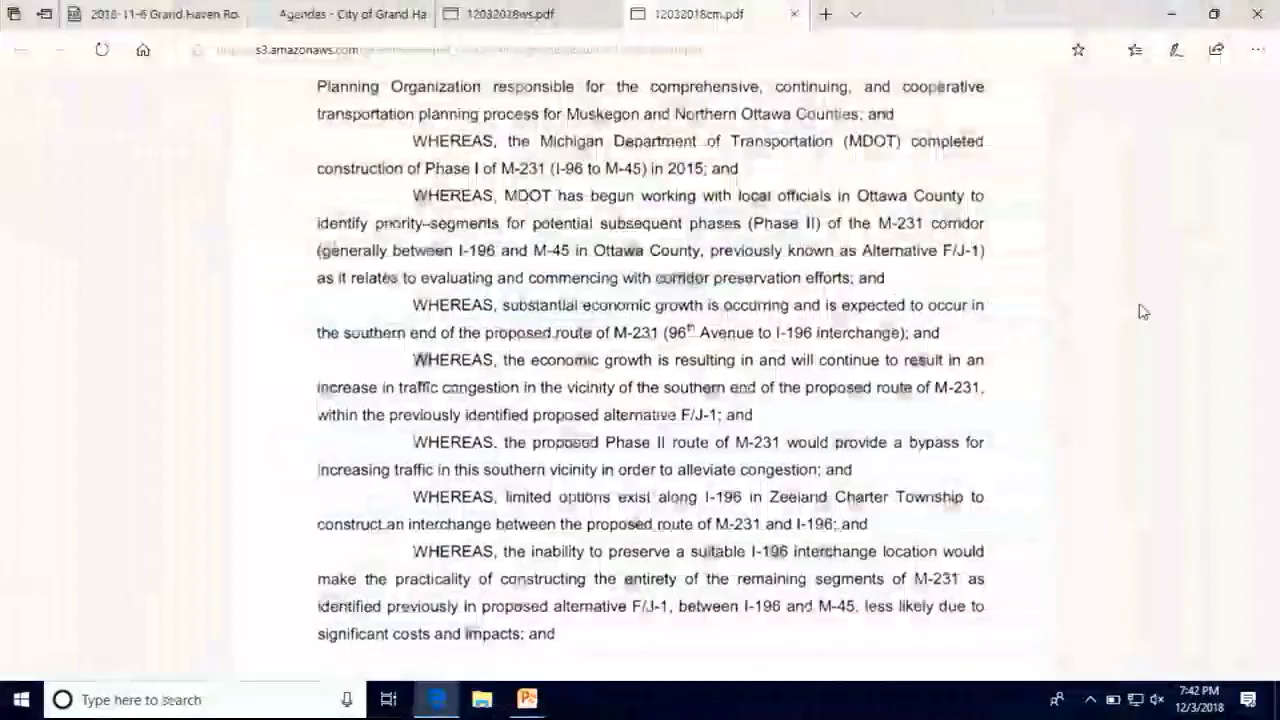 2018-11-6 Grand Haven Ro.
Agendas - City of Grand Ha
12032018ws.pdf
12032018cm.pdf
s3.amazonaws.com
Planning Organization responsible for the comprehensive, continuing, and cooperative
transportation planning process for Muskegon and Northern Ottawa Counties; and
WHEREAS, the Michigan Department of Transportation (MDOT) completed
construction of Phase I of M-231 (I-96 to M-45) in 2015; and
WHEREAS, MDOT has begun working with local officials in Ottawa County to
identify priority-segments for potential subsequent phases (Phase II) of the M-231 corridor
(generally between I-196 and M-45 in Ottawa County, previously known as Alternative F/J-1)
as it relates to evaluating and commencing with corridor preservation efforts; and
WHEREAS, substantial economic growth is occurring and is expected to occur in
the southern end of the proposed route of M-231 (96th Avenue to I-196 interchange); and
WHEREAS, the economic growth is resulting in and will continue to result in an
increase in traffic congestion in the vicinity of the southern end of the proposed route of M-231,
within the previously identified proposed alternative F/J-1; and
WHEREAS, the proposed Phase II route of M-231 would provide a bypass for
increasing traffic in this southern vicinity in order to alleviate congestion; and
WHEREAS, limited options exist along I-196 in Zeeland Charter Township to
construct an interchange between the proposed route of M-231 and I-196; and
WHEREAS, the inability to preserve a suitable I-196 interchange location would
make the practicality of constructing the entirety of the remaining segments of M-231 as
identified previously in proposed alternative F/J-1, between I-196 and M-45, less likely due to
significant costs and impacts; and
Type here to search
7:42 PM
12/3/2018